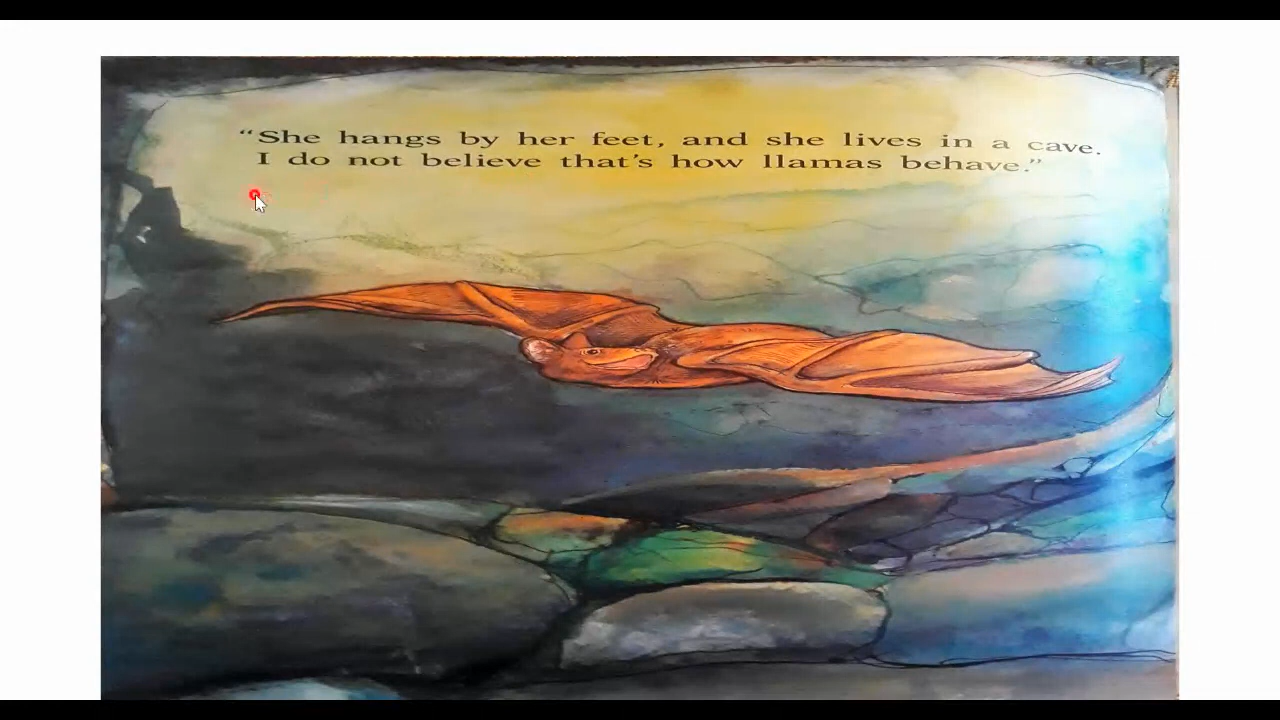 “She hangs by her feet, and she lives in a cave.
I do not believe that’s how llamas behave.”